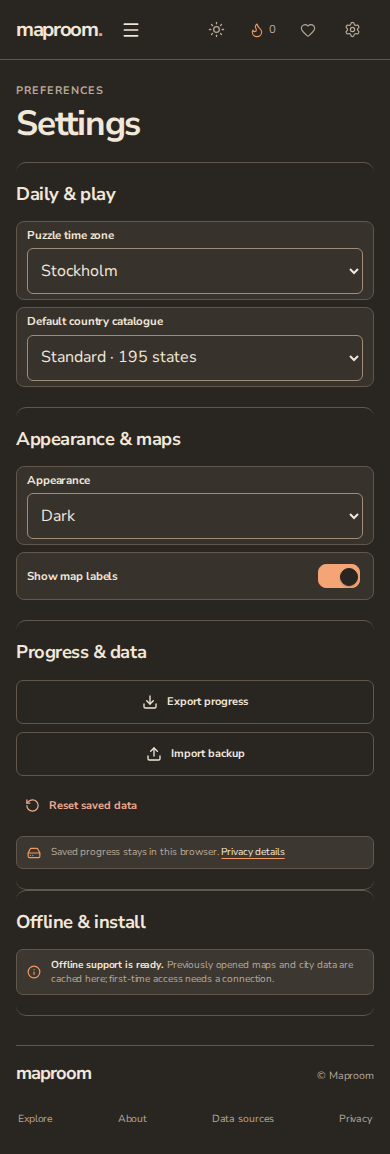 maproom.
0
PREFERENCES
Settings
Daily & play
Puzzle time zone
Stockholm
Default country catalogue
Standard · 195 states
Appearance & maps
Appearance
Dark
Show map labels
Progress & data
Export progress
Import backup
Reset saved data
Saved progress stays in this browser. Privacy details
Offline & install
Offline support is ready. Previously opened maps and city data are
cached here; first-time access needs a connection.
maproom
© Maproom
Explore About Data sources Privacy